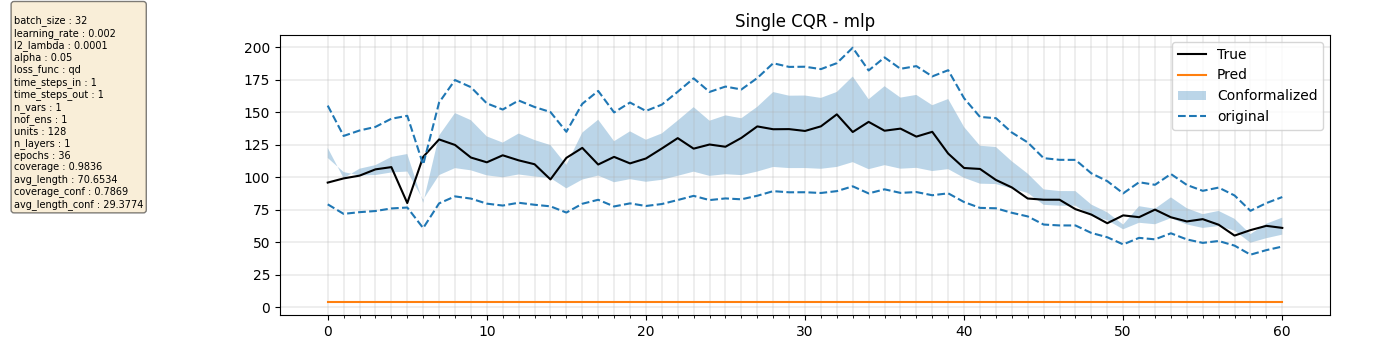 batch_size : 32
learning_rate : 0.002
l2_lambda : 0.0001
alpha : 0.05
loss_func : qd
time_steps_in : 1
time_steps_out : 1
n_vars : 1
nof_ens : 1
units : 128
n_layers : 1
epochs : 36
coverage : 0.9836
avg_length : 70.6534
coverage_conf : 0.7869
avg_length_conf : 29.3774
Single CQR - mlp
200
175
150
125
100
75
50
25
0
True
Pred
Conformalized
original
0 10 20 30 40 50 60